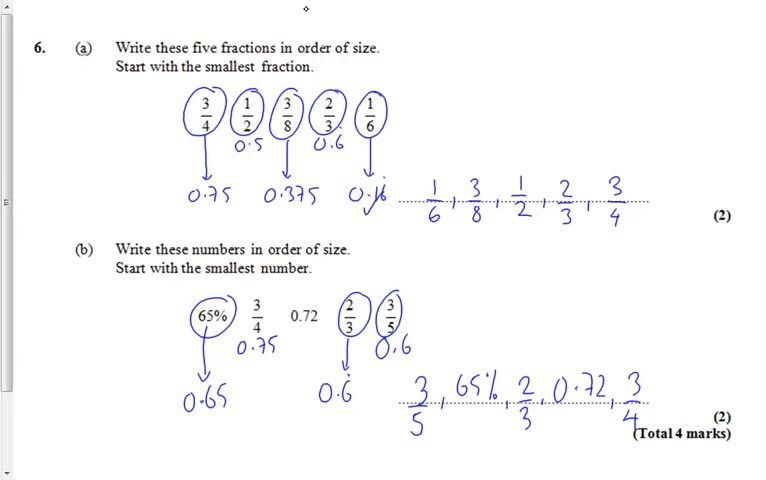 6. (a) Write these five fractions in order of size.
Start with the smallest fraction.
3/4 1/2 3/8 2/3 1/6
0.5 0.6̇
0.75 0.375 0.16̇ 1/6, 3/8, 1/2, 2/3, 3/4
(2)
(b) Write these numbers in order of size.
Start with the smallest number.
65% 3/4 0.72 2/3 3/5
0.75 0.6
0.65 0.6̇ 3/5, 65%, 2/3, 0.72, 3/4
(2)
(Total 4 marks)